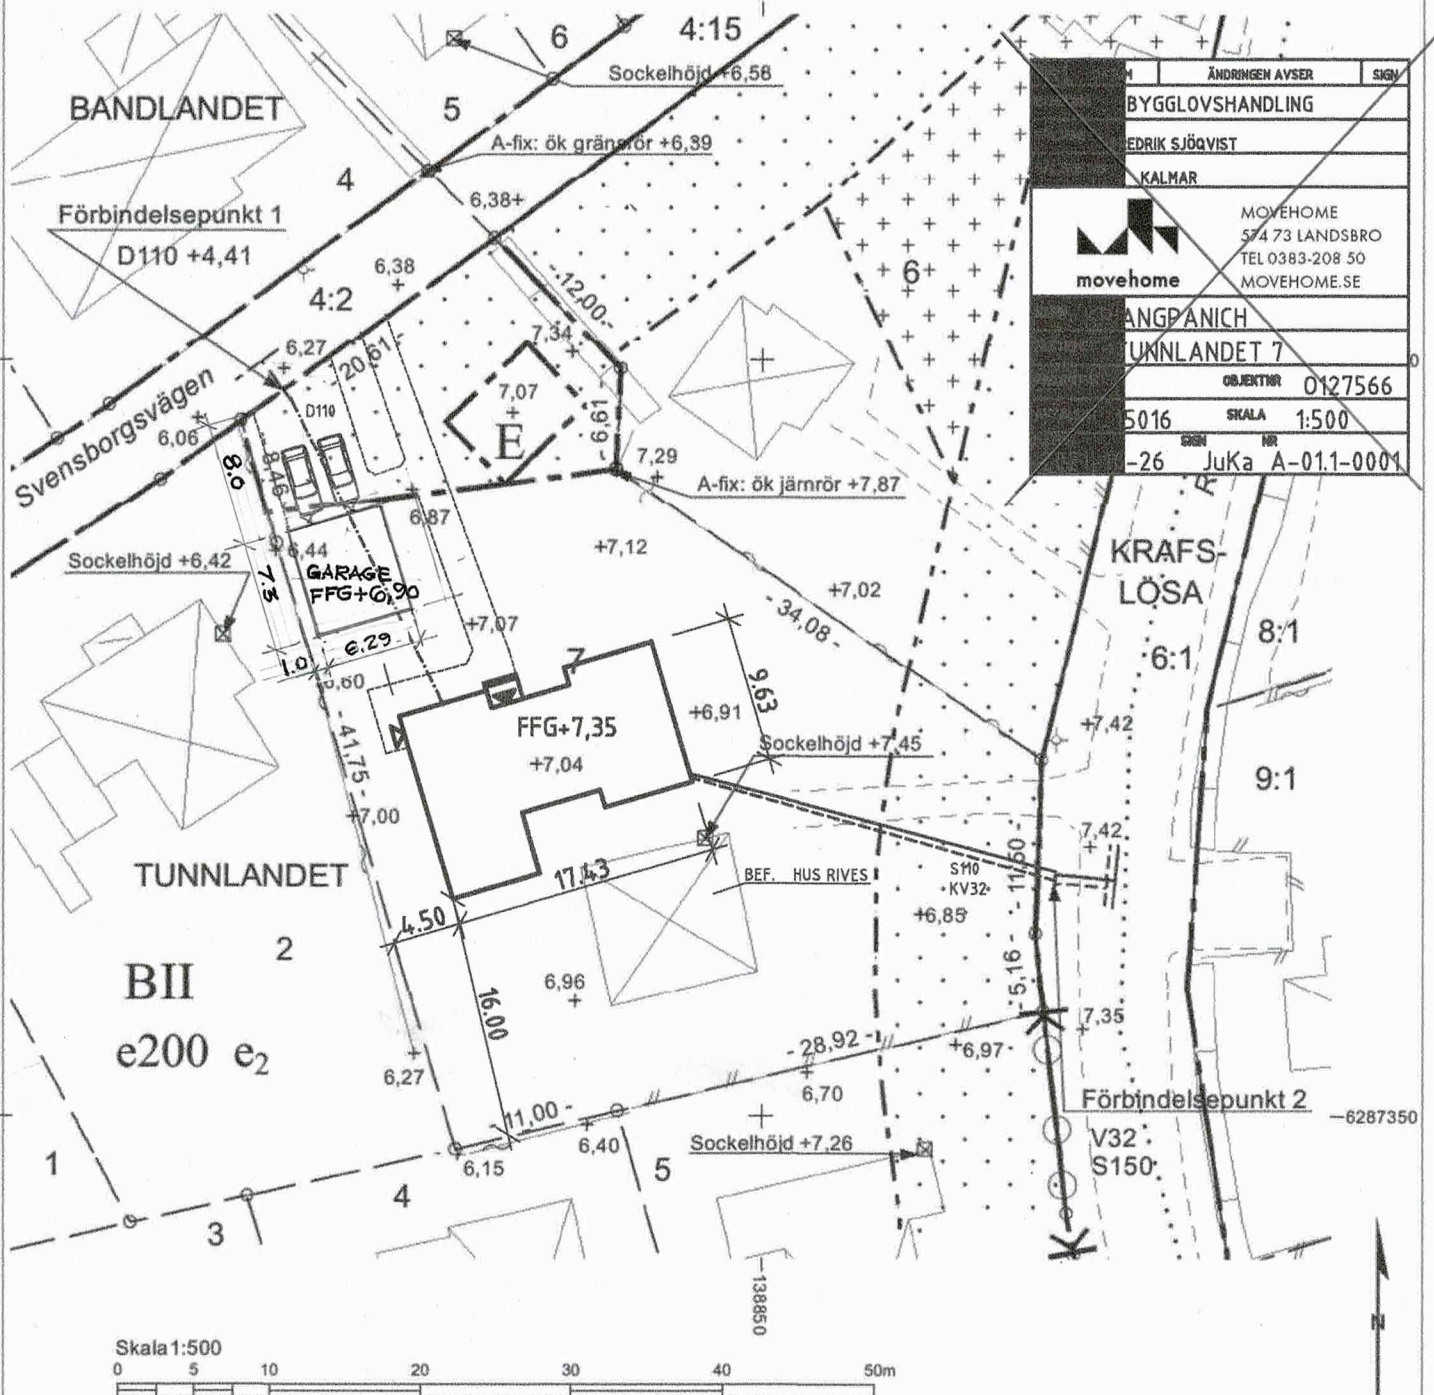 6
4:15
Sockelhöjd +6,58
BANDLANDET
5
A-fix: ök gränsrör +6,39
4
6,38+
Förbindelsepunkt 1
D110 +4,41
6,38
4:2
- 12,00 -
7,34
6,27
- 20,61 -
6
7,07
E
D110
- 6,61 -
Svensborgsvägen
6,06
8.0
8,46
7,29
A-fix: ök järnrör +7,87
6,87
+7,12
Sockelhöjd +6,42
6,44
7.3
GARAGE
FFG+6,90
+7,02
- 34,08 -
+7,07
6.29
1.0
7
9.63
+6,91
FFG+7,35
+7,04
Sockelhöjd +7,45
- 41,75 -
+7,00
+7,42
7,42
KRAFS-
LÖSA
6:1
8:1
9:1
TUNNLANDET
17.43
BEF. HUS RIVES
S110
KV32
- 11,60 -
+6,85
4.50
2
BII
e200 e2
6,96
16.00
- 5,16 -
7,35
- 28,92 -
+6,97
6,27
6,70
Förbindelsepunkt 2
6287350
11,00 -
6,40
Sockelhöjd +7,26
V32
S150
1
6,15
5
4
3
138850
N
Skala 1:500
0 5 10 20 30 40 50m
M ÄNDRINGEN AVSER SIGN
BYGGLOVSHANDLING
EDRIK SJÖQVIST
KALMAR
MOVEHOME
574 73 LANDSBRO
TEL 0383-208 50
MOVEHOME.SE
movehome
ANGPANICH
TUNNLANDET 7
OBJEKTNR O127566
5016 SKALA 1:500
SIGN NR
-26 JuKa A-01.1-0001